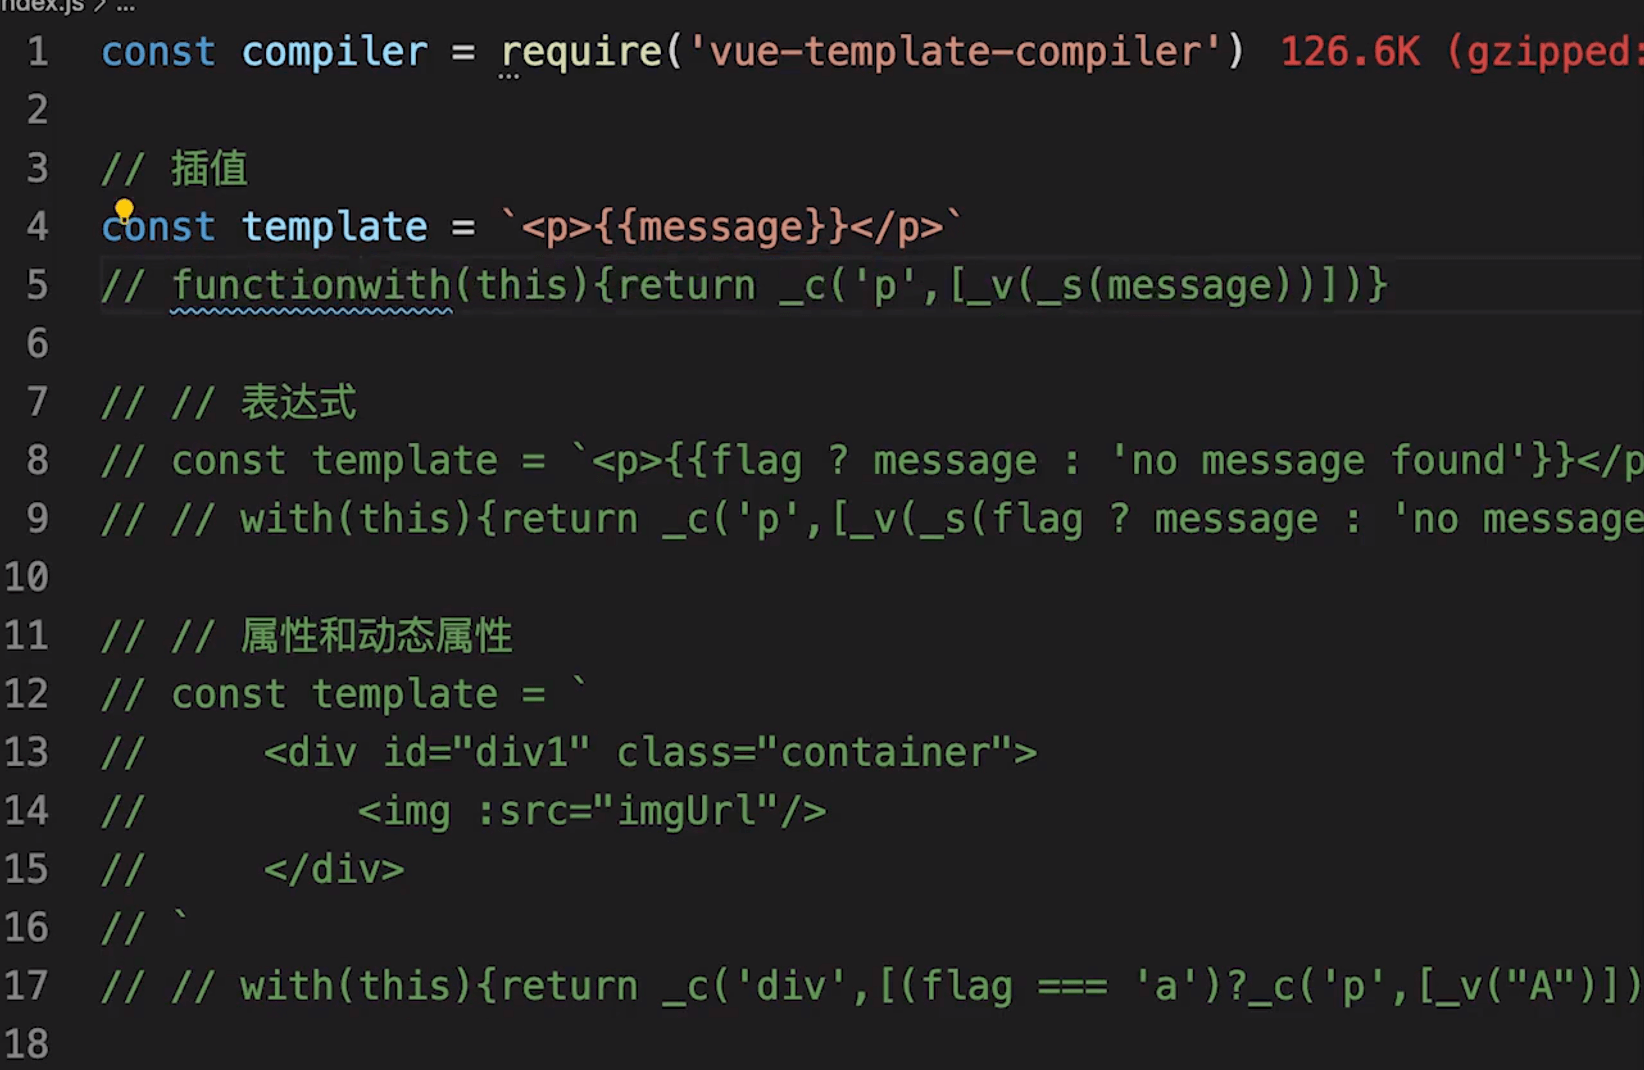 ndex.js > ...
1 const compiler = require('vue-template-compiler') 126.6K (gzipped:
2
3 // 插值
4 const template = `<p>{{message}}</p>`
5 // functionwith(this){return _c('p',[_v(_s(message))])}
6
7 // // 表达式
8 // const template = `<p>{{flag ? message : 'no message found'}}</p
9 // // with(this){return _c('p',[_v(_s(flag ? message : 'no message
10
11 // // 属性和动态属性
12 // const template = `
13 //     <div id="div1" class="container">
14 //         <img :src="imgUrl"/>
15 //     </div>
16 // `
17 // // with(this){return _c('div',[(flag === 'a')?_c('p',[_v("A")])
18